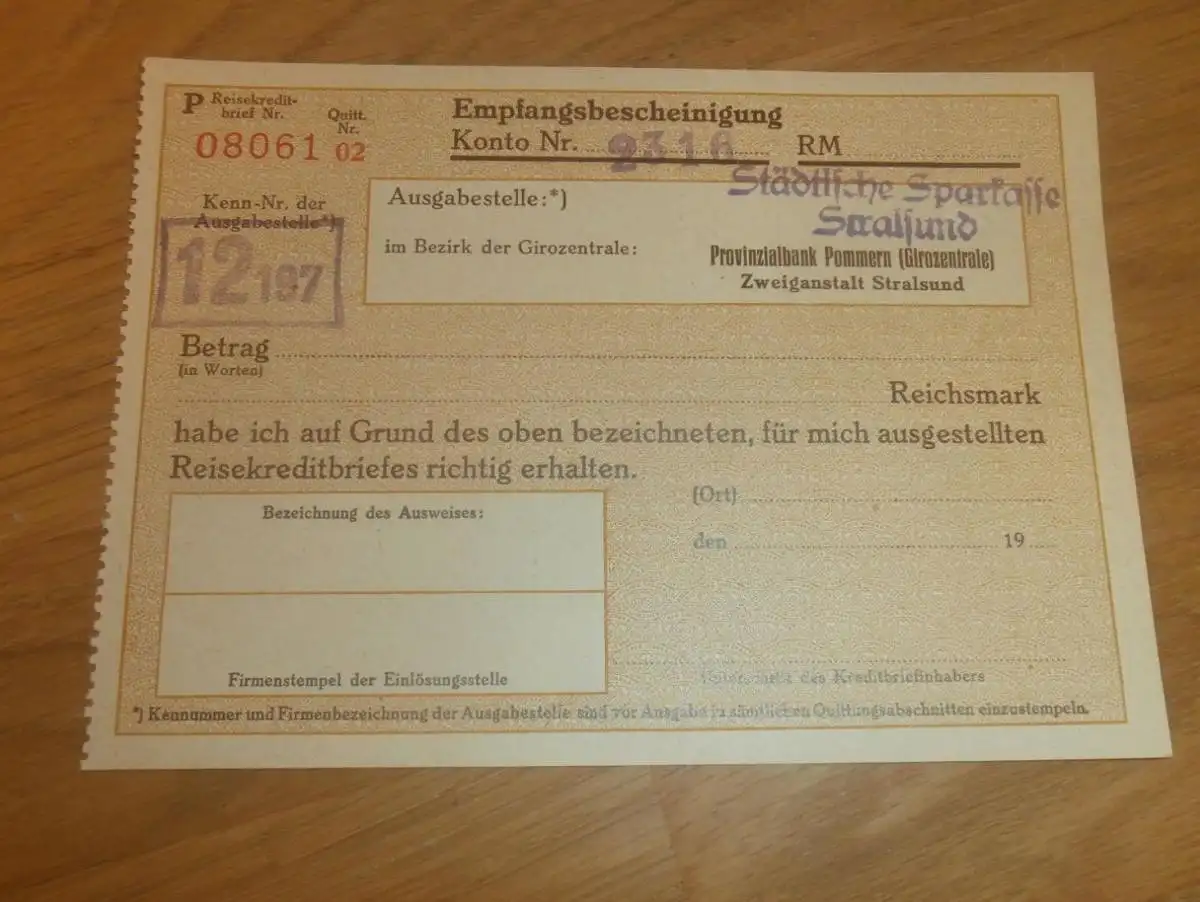 P Reisekredit-
brief Nr.
08061
Quitt.
Nr.
02
Empfangsbescheinigung
Konto Nr. 2316 RM
Kenn-Nr. der
Ausgabestelle*)
12 197
Ausgabestelle:*)
Städtische Sparkasse
Stralsund
im Bezirk der Girozentrale:
Provinzialbank Pommern (Girozentrale)
Zweiganstalt Stralsund
Betrag
(in Worten)
Reichsmark
habe ich auf Grund des oben bezeichneten, für mich ausgestellten
Reisekreditbriefes richtig erhalten.
Bezeichnung des Ausweises:
(Ort)
den 19
Firmenstempel der Einlösungsstelle
Unterschrift des Kreditbriefinhabers
*) Kennummer und Firmenbezeichnung der Ausgabestelle sind vor Ausgabe in sämtlichen Quittungsabschnitten einzustempeln.